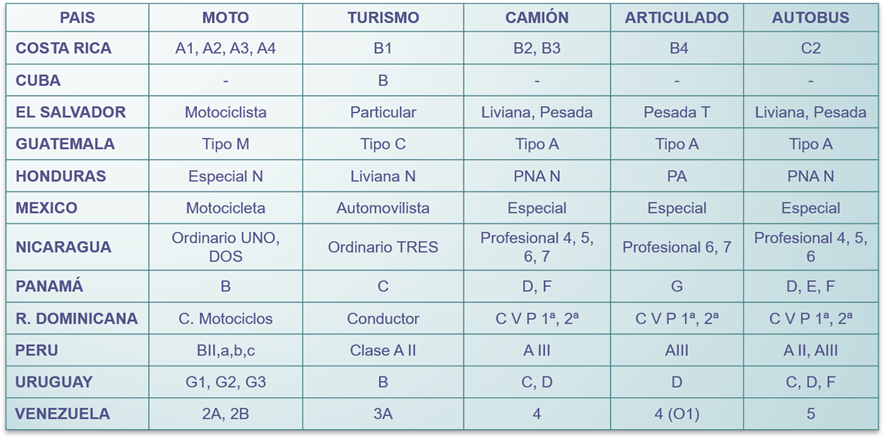 PAIS MOTO TURISMO CAMIÓN ARTICULADO AUTOBUS
COSTA RICA A1, A2, A3, A4 B1 B2, B3 B4 C2
CUBA - B - - -
EL SALVADOR Motociclista Particular Liviana, Pesada Pesada T Liviana, Pesada
GUATEMALA Tipo M Tipo C Tipo A Tipo A Tipo A
HONDURAS Especial N Liviana N PNA N PA PNA N
MEXICO Motocicleta Automovilista Especial Especial Especial
NICARAGUA Ordinario UNO, DOS Ordinario TRES Profesional 4, 5, 6, 7 Profesional 6, 7 Profesional 4, 5, 6
PANAMÁ B C D, F G D, E, F
R. DOMINICANA C. Motociclos Conductor C V P 1ª, 2ª C V P 1ª, 2ª C V P 1ª, 2ª
PERU BII,a,b,c Clase A II A III AIII A II, AIII
URUGUAY G1, G2, G3 B C, D D C, D, F
VENEZUELA 2A, 2B 3A 4 4 (O1) 5